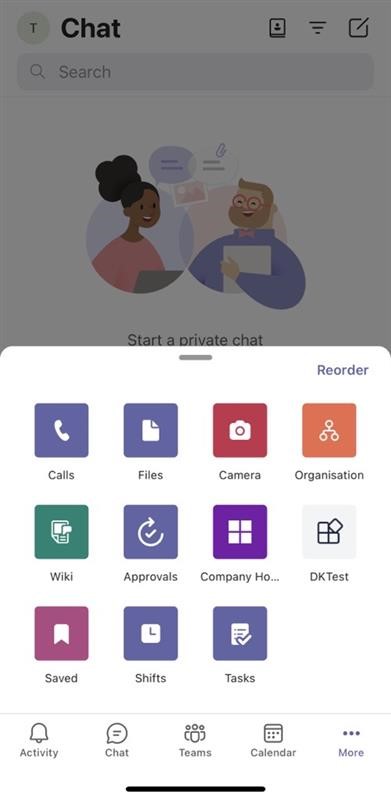 T
Chat
Search
Start a private chat
Reorder
Calls
Files
Camera
Organisation
Wiki
Approvals
Company Ho...
DKTest
Saved
Shifts
Tasks
Activity
Chat
Teams
Calendar
More